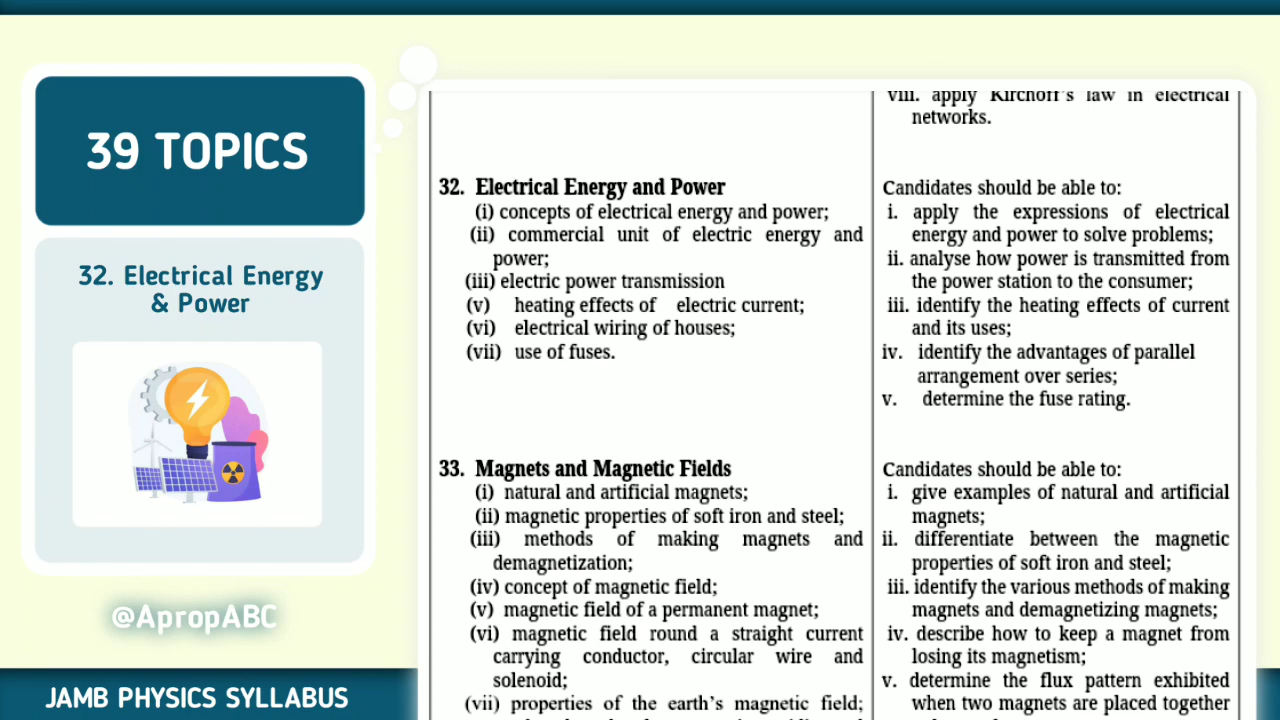 39 TOPICS
32. Electrical Energy
& Power
@ApropABC
JAMB PHYSICS SYLLABUS
32. Electrical Energy and Power
(i) concepts of electrical energy and power;
(ii) commercial unit of electric energy and
power;
(iii) electric power transmission
(v) heating effects of electric current;
(vi) electrical wiring of houses;
(vii) use of fuses.
33. Magnets and Magnetic Fields
(i) natural and artificial magnets;
(ii) magnetic properties of soft iron and steel;
(iii) methods of making magnets and
demagnetization;
(iv) concept of magnetic field;
(v) magnetic field of a permanent magnet;
(vi) magnetic field round a straight current
carrying conductor, circular wire and
solenoid;
(vii) properties of the earth's magnetic field;
viii. apply Kirchoff's law in electrical
networks.
Candidates should be able to:
i. apply the expressions of electrical
energy and power to solve problems;
ii. analyse how power is transmitted from
the power station to the consumer;
iii. identify the heating effects of current
and its uses;
iv. identify the advantages of parallel
arrangement over series;
v. determine the fuse rating.
Candidates should be able to:
i. give examples of natural and artificial
magnets;
ii. differentiate between the magnetic
properties of soft iron and steel;
iii. identify the various methods of making
magnets and demagnetizing magnets;
iv. describe how to keep a magnet from
losing its magnetism;
v. determine the flux pattern exhibited
when two magnets are placed together